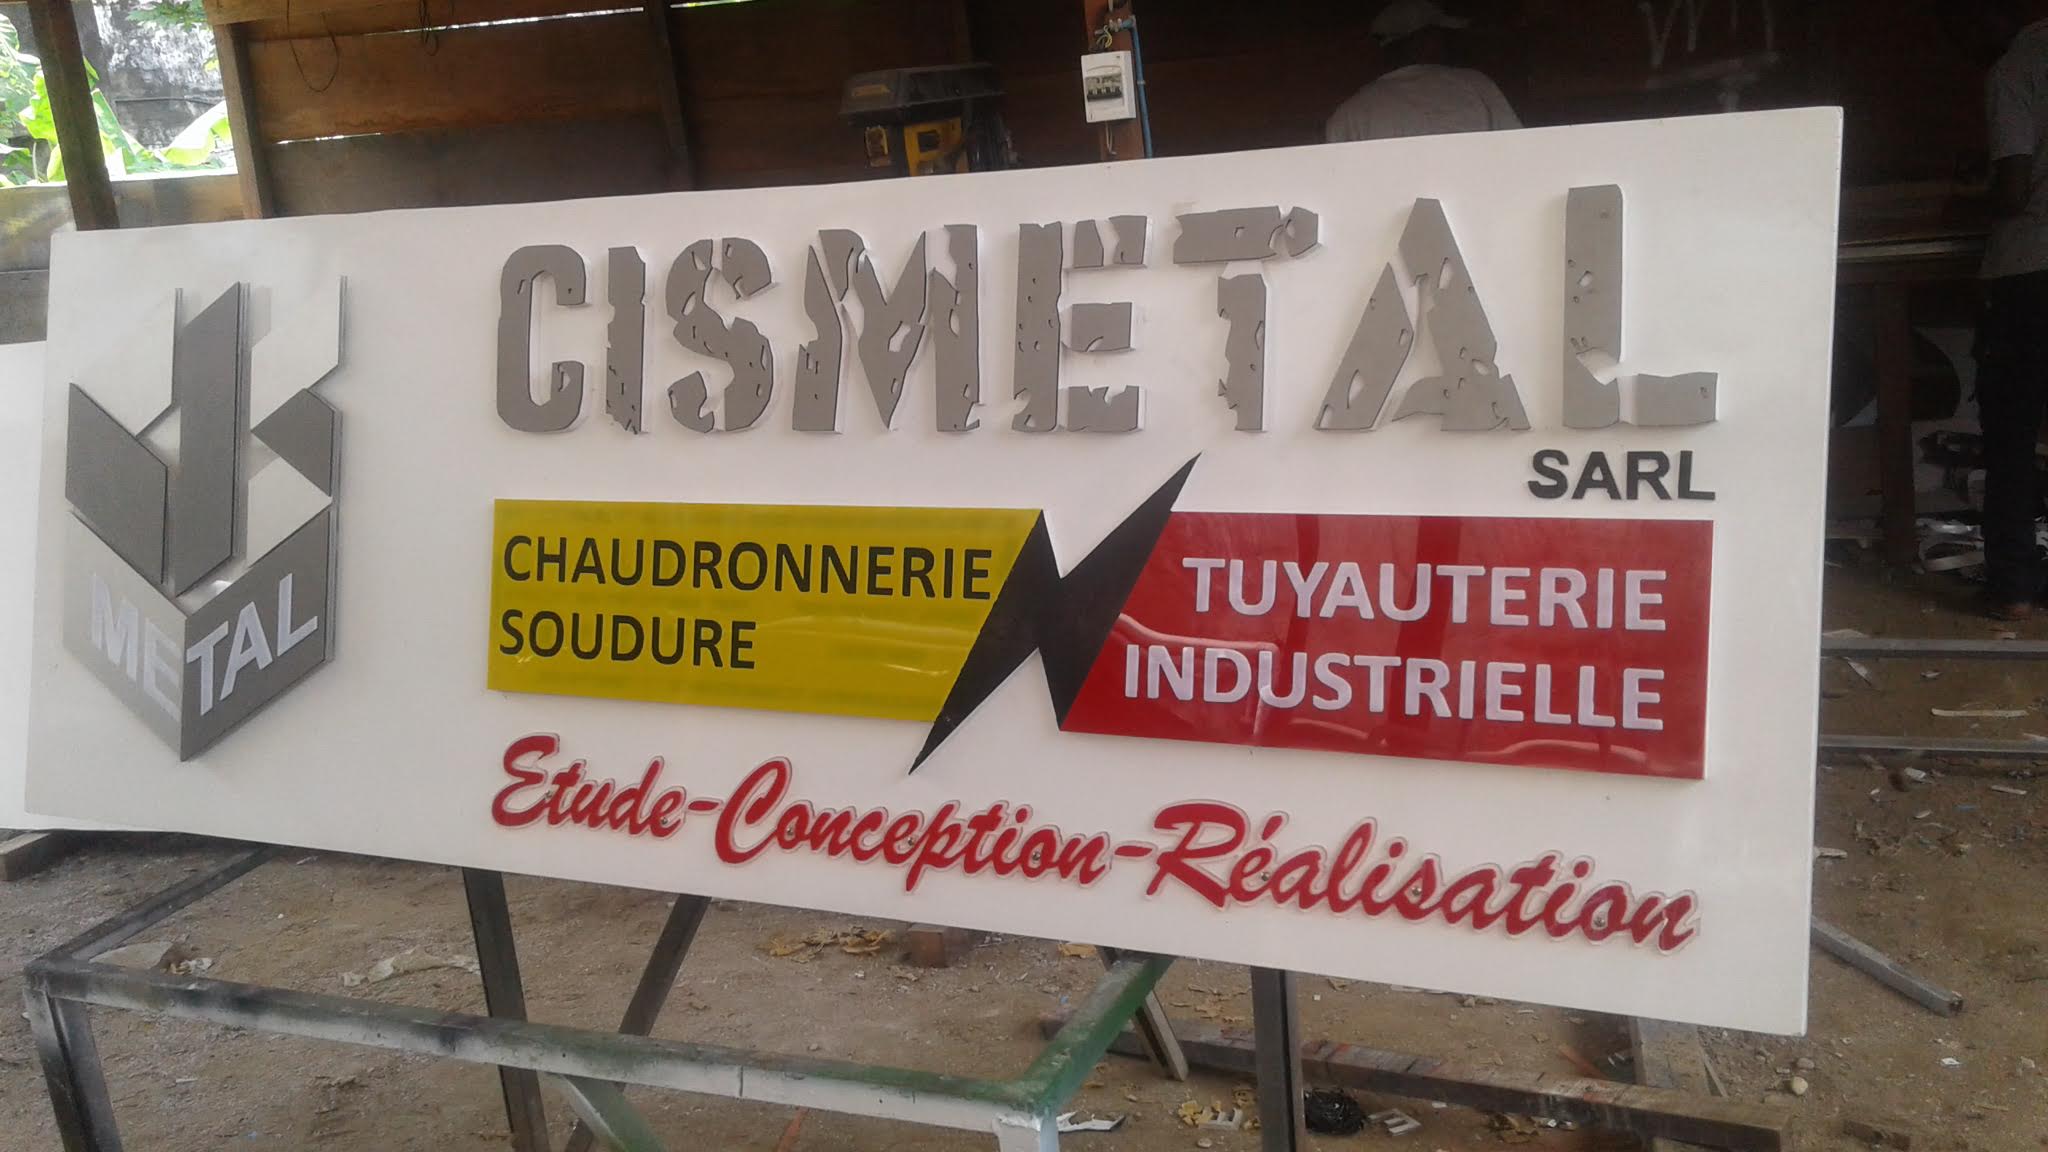 METAL
CISMETAL
SARL
CHAUDRONNERIE
SOUDURE
TUYAUTERIE
INDUSTRIELLE
Etude-Conception-Réalisation